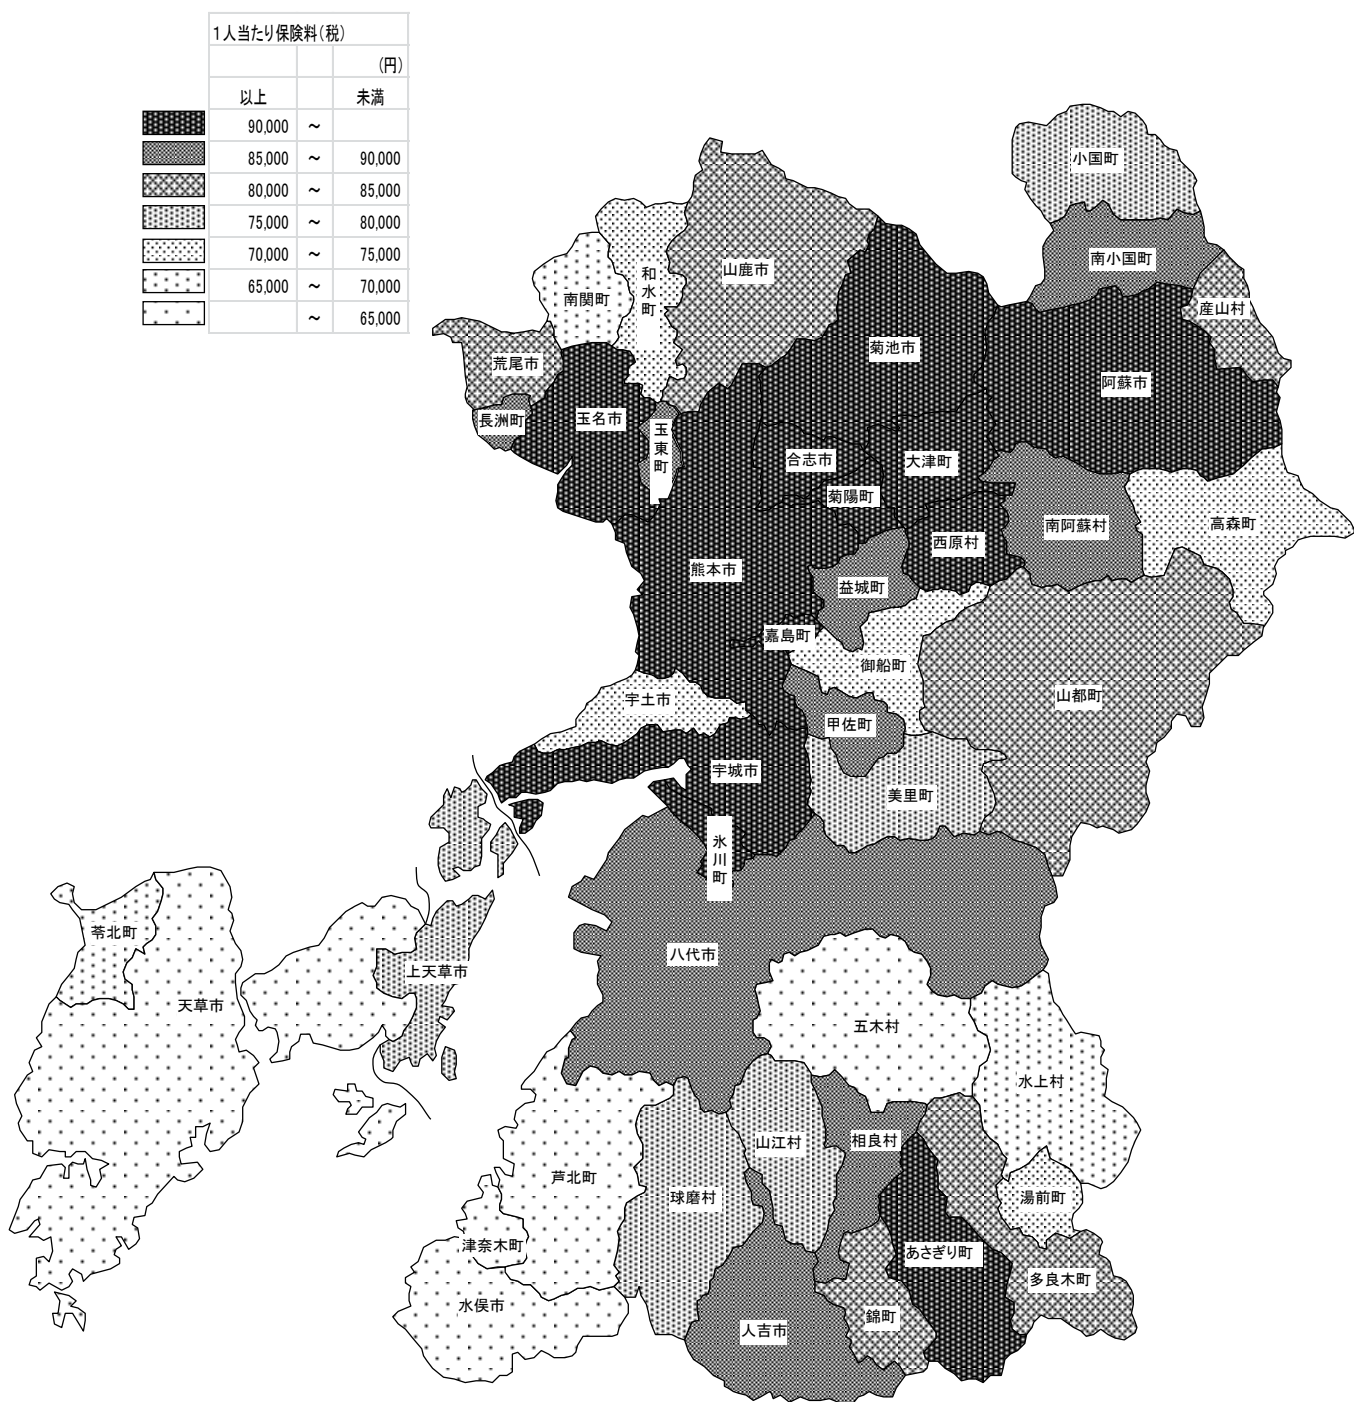 1人当たり保険料(税)
(円)
以上 未満
90,000 ～
85,000 ～ 90,000
80,000 ～ 85,000
75,000 ～ 80,000
70,000 ～ 75,000
65,000 ～ 70,000
～ 65,000
小国町
南小国町
産山村
山鹿市
和水町
南関町
菊池市
荒尾市
阿蘇市
長洲町
玉名市
玉東町
合志市
大津町
菊陽町
南阿蘇村
高森町
西原村
熊本市
益城町
嘉島町
御船町
宇土市
山都町
甲佐町
宇城市
美里町
氷川町
苓北町
八代市
上天草市
天草市
五木村
水上村
山江村
相良村
芦北町
球磨村
湯前町
津奈木町
あさぎり町
多良木町
水俣市
錦町
人吉市